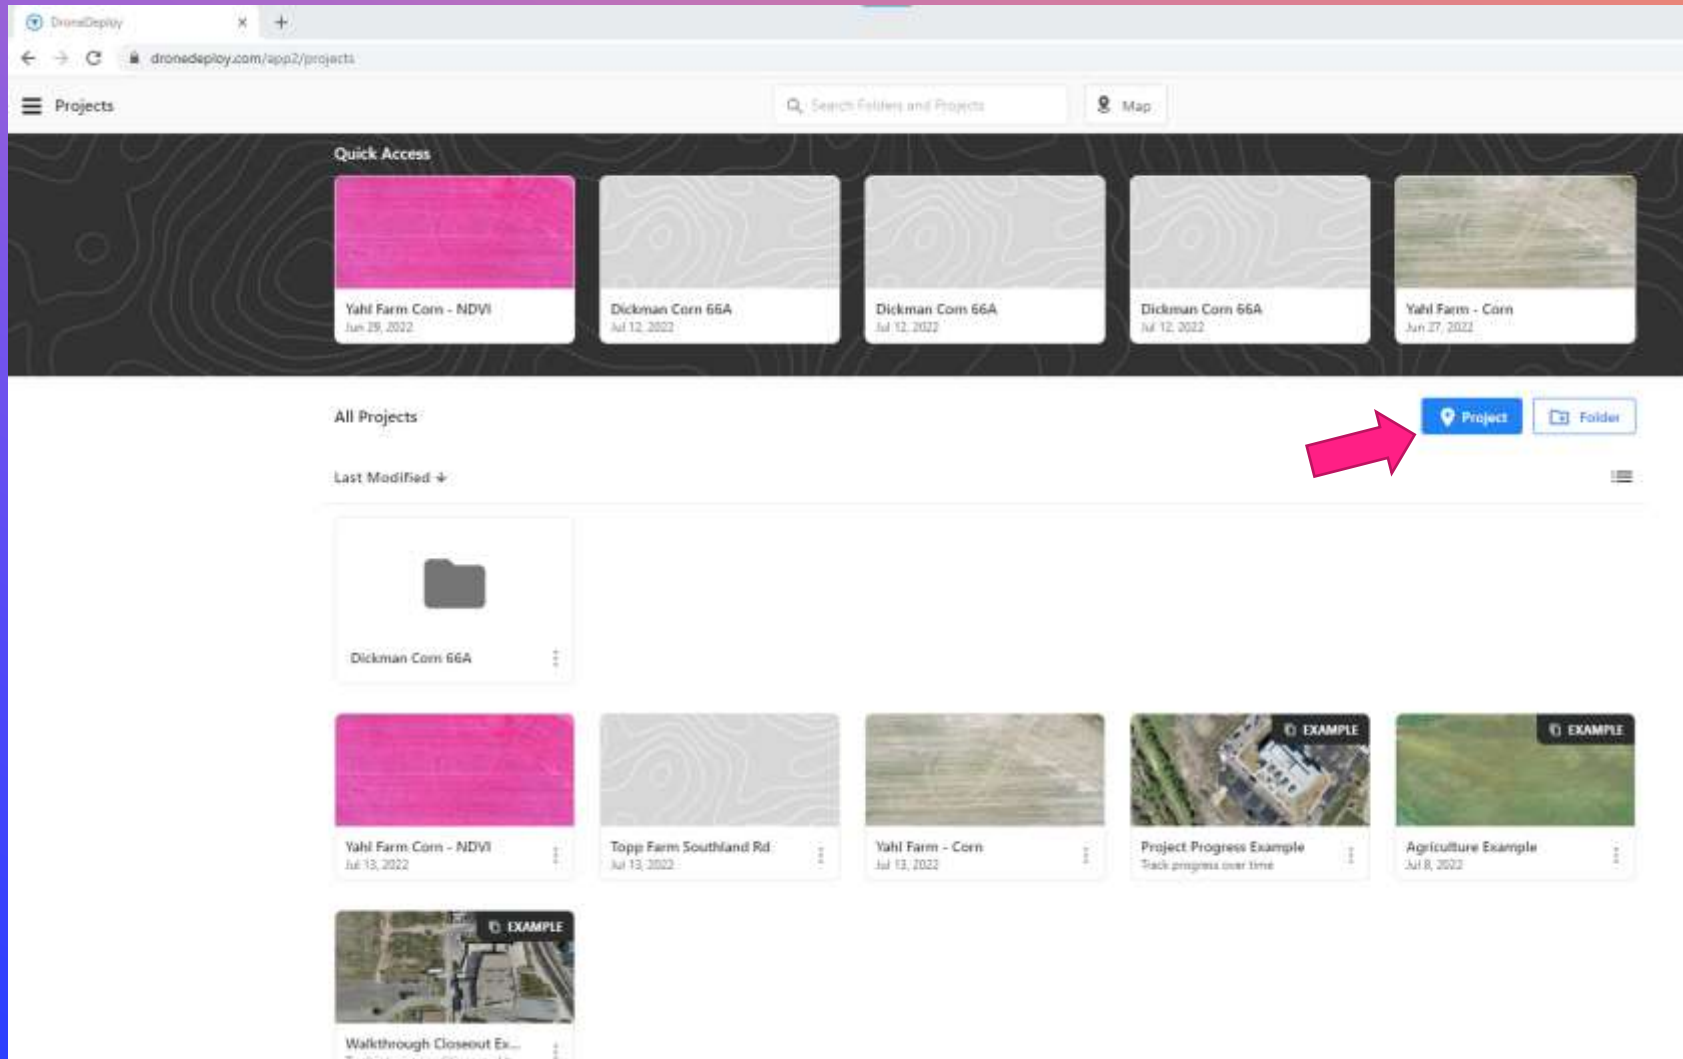 DroneDeploy
dronedeploy.com/app2/projects
Projects
Search Folders and Projects
Map
Quick Access
Yahl Farm Corn - NDVI
Jun 29, 2022
Dickman Corn 66A
Jul 12, 2022
Dickman Corn 66A
Jul 12, 2022
Dickman Corn 66A
Jul 12, 2022
Yahl Farm - Corn
Jun 27, 2022
All Projects
Project
Folder
Last Modified
Dickman Corn 66A
Yahl Farm Corn - NDVI
Jul 13, 2022
Topp Farm Southland Rd
Jul 13, 2022
Yahl Farm - Corn
Jul 13, 2022
EXAMPLE
Project Progress Example
Track progress over time
EXAMPLE
Agriculture Example
Jul 8, 2022
EXAMPLE
Walkthrough Closeout Ex...